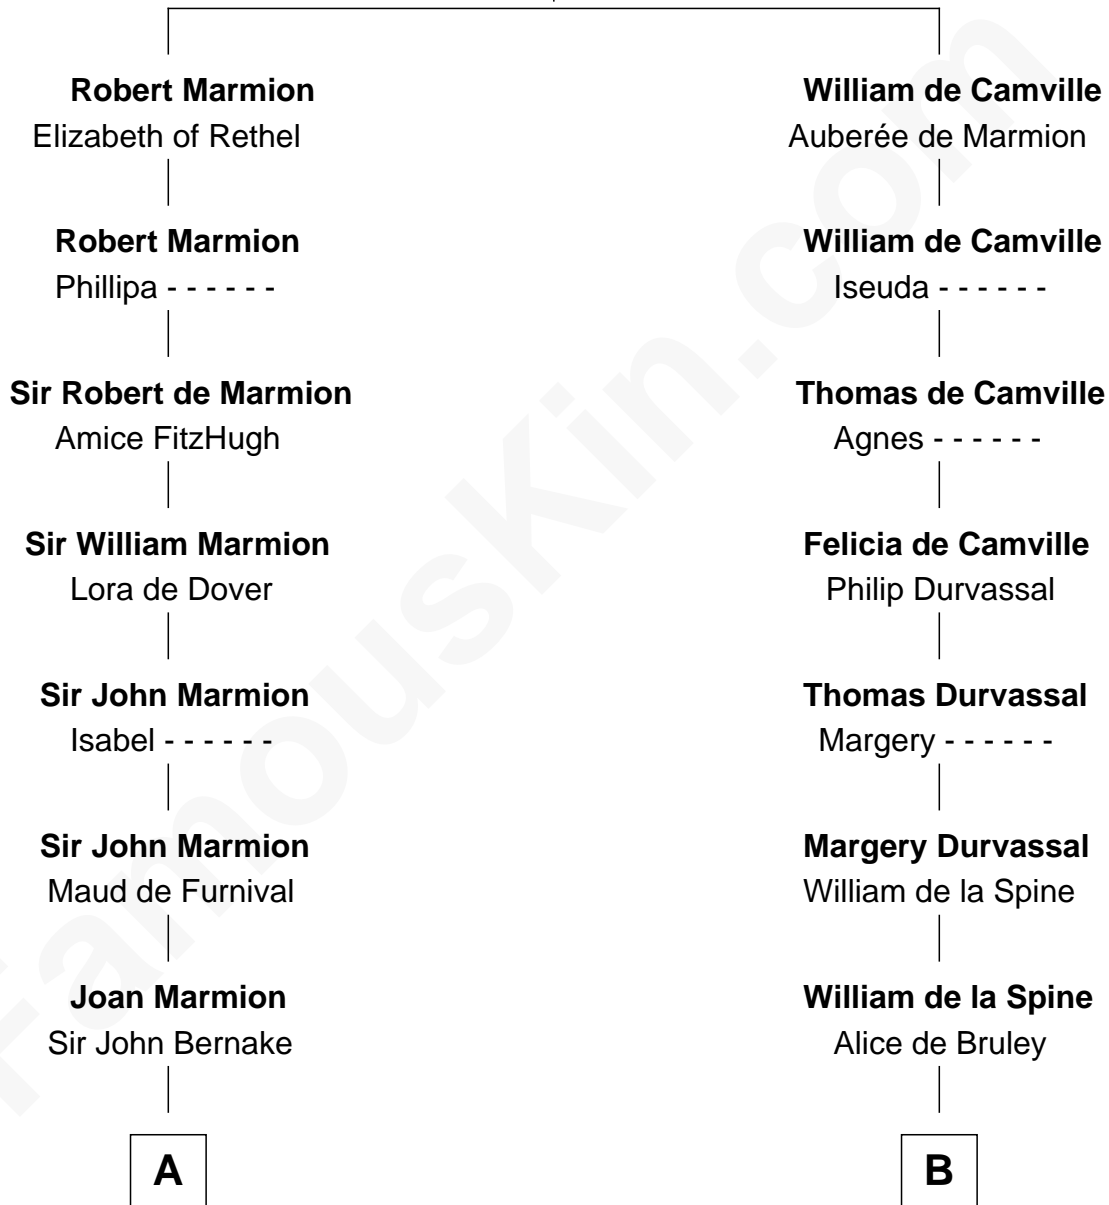 Robert Marmion
Elizabeth of Rethel
Robert Marmion
Phillipa - - - - - -
Sir Robert de Marmion
Amice FitzHugh
Sir William Marmion
Lora de Dover
Sir John Marmion
Isabel - - - - - -
Sir John Marmion
Maud de Furnival
Joan Marmion
Sir John Bernake
A
William de Camville
Auberée de Marmion
William de Camville
Iseuda - - - - - -
Thomas de Camville
Agnes - - - - - -
Felicia de Camville
Philip Durvassal
Thomas Durvassal
Margery - - - - - -
Margery Durvassal
William de la Spine
William de la Spine
Alice de Bruley
B
FamousKin.com